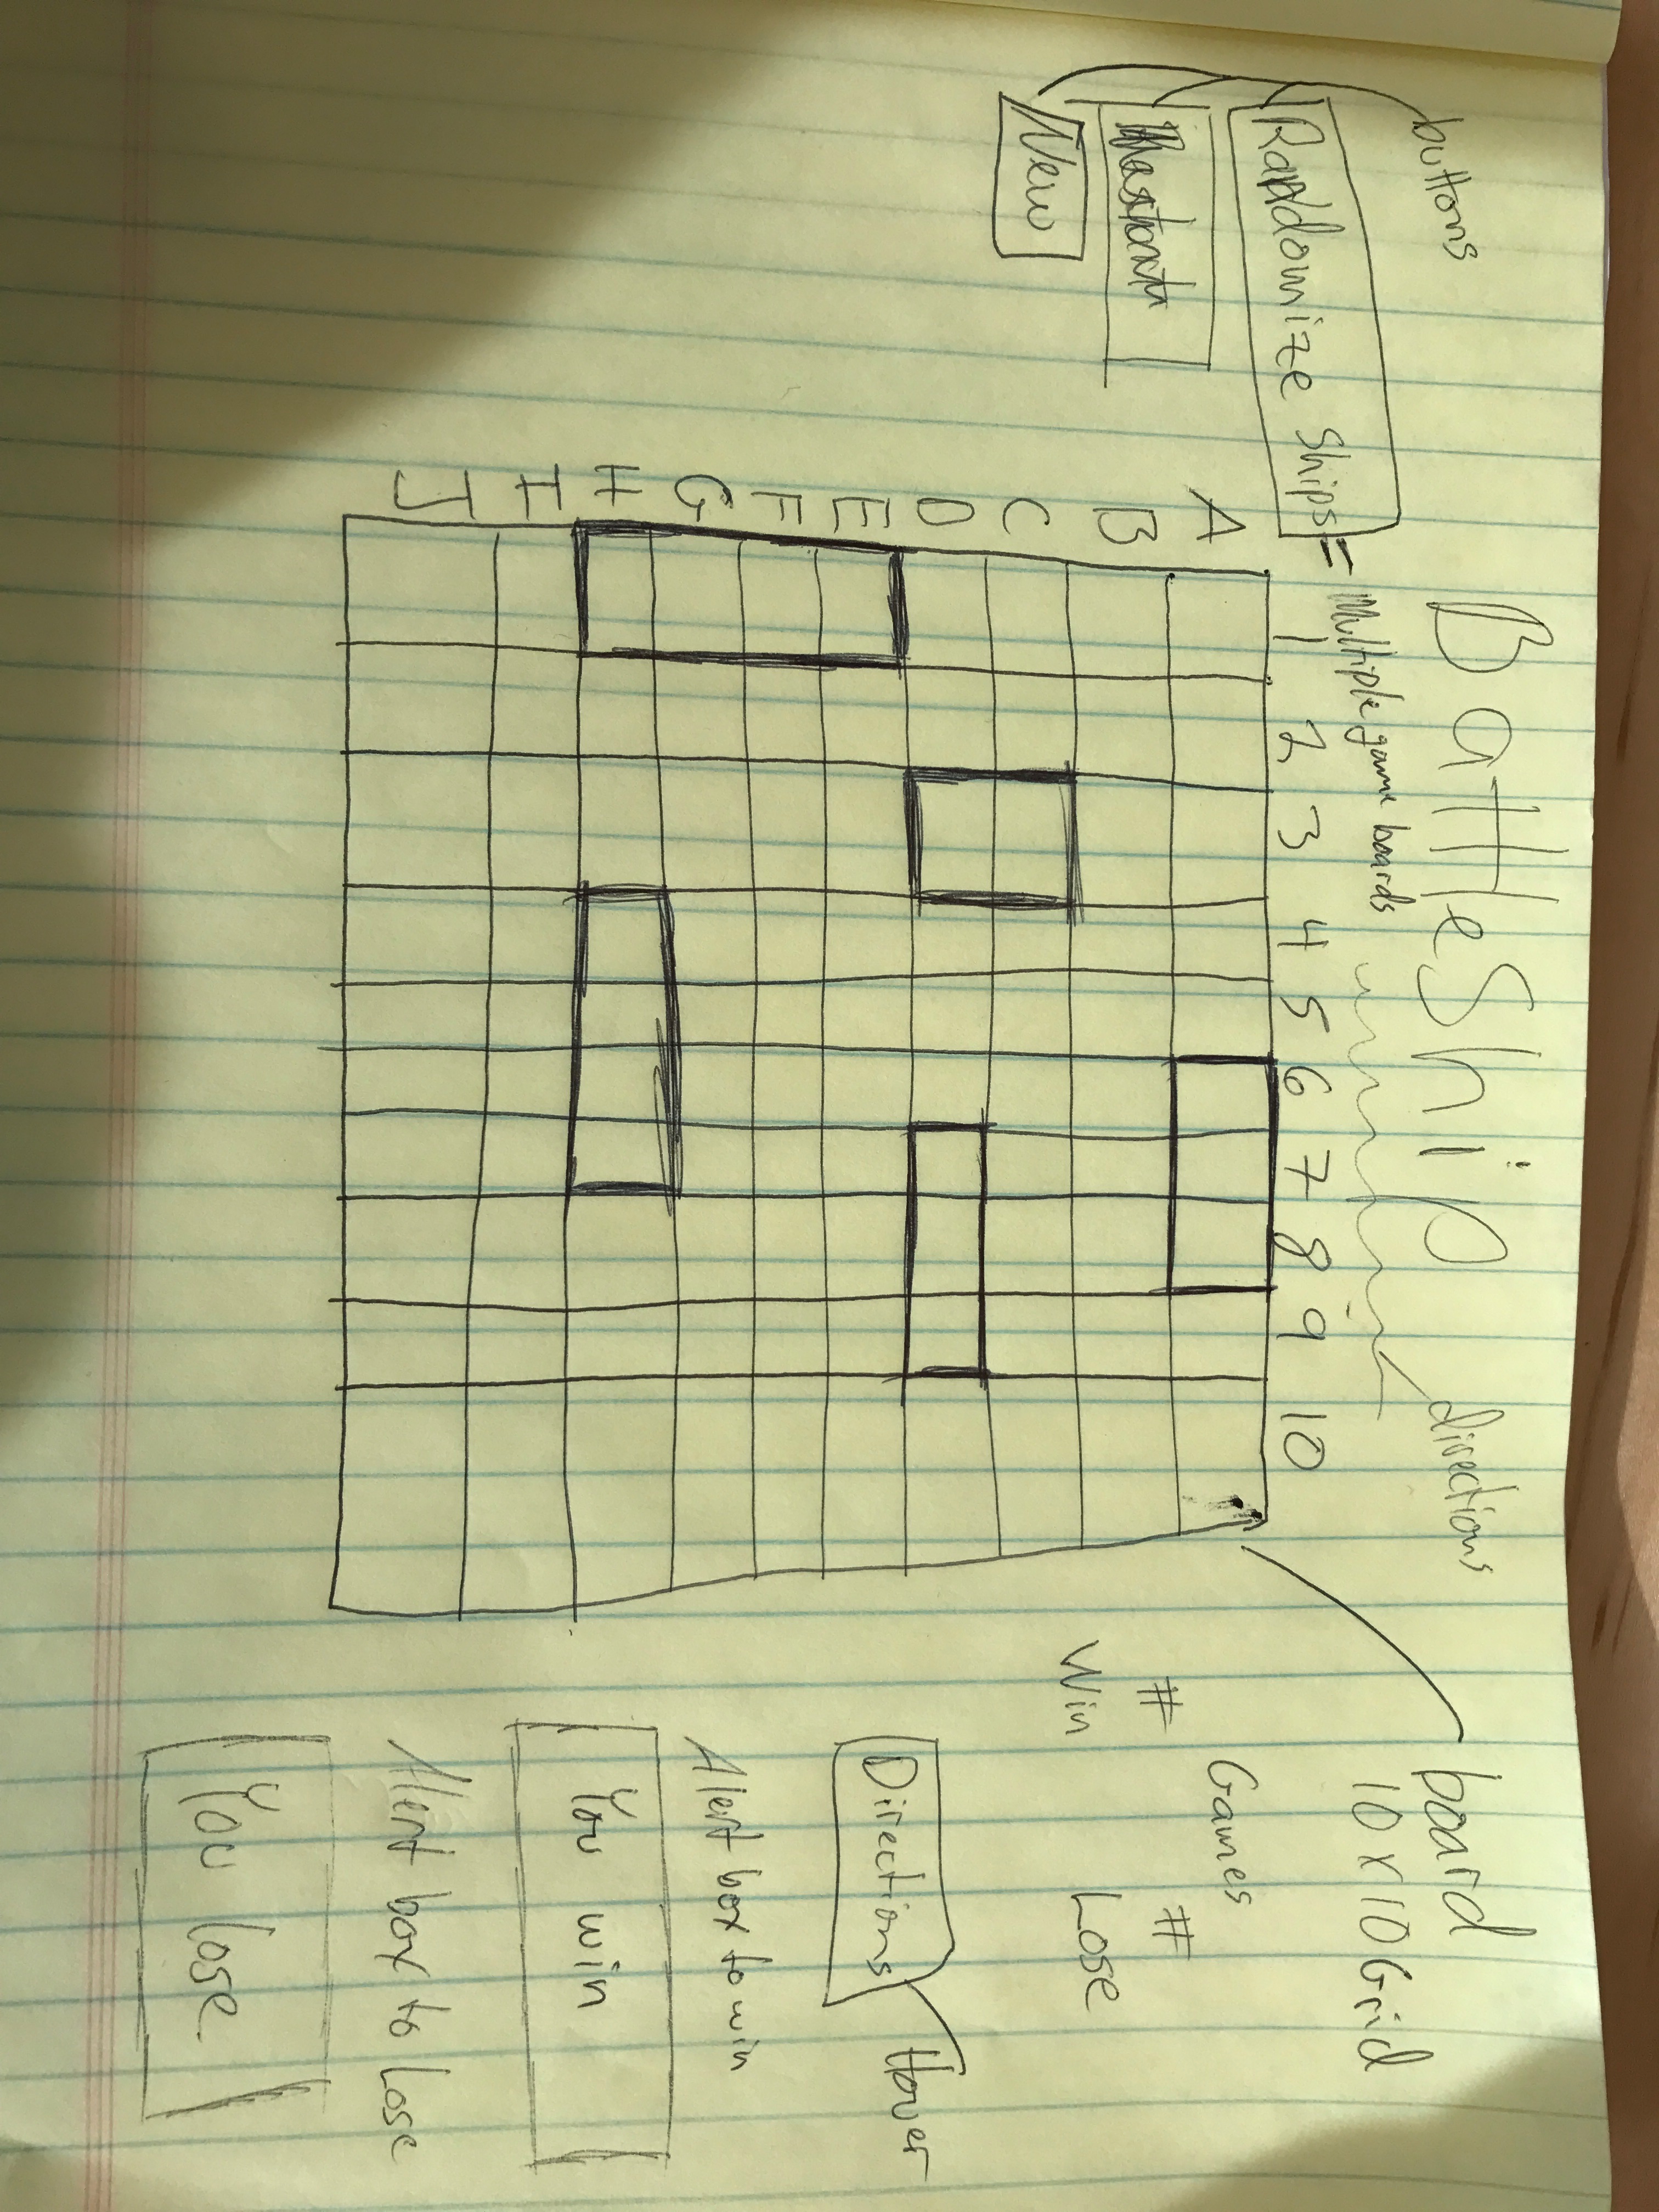 BattleShip
buttons
directions
board
10 x 10 Grid
Randomize Ships
= Multiple game boards
New
1 2 3 4 5 6 7 8 9 10
A
B
C
D
E
F
G
H
I
J
Games
# #
Win Lose
Directions
Hover
Alert box to win
You win
Alert box to Lose
You lose